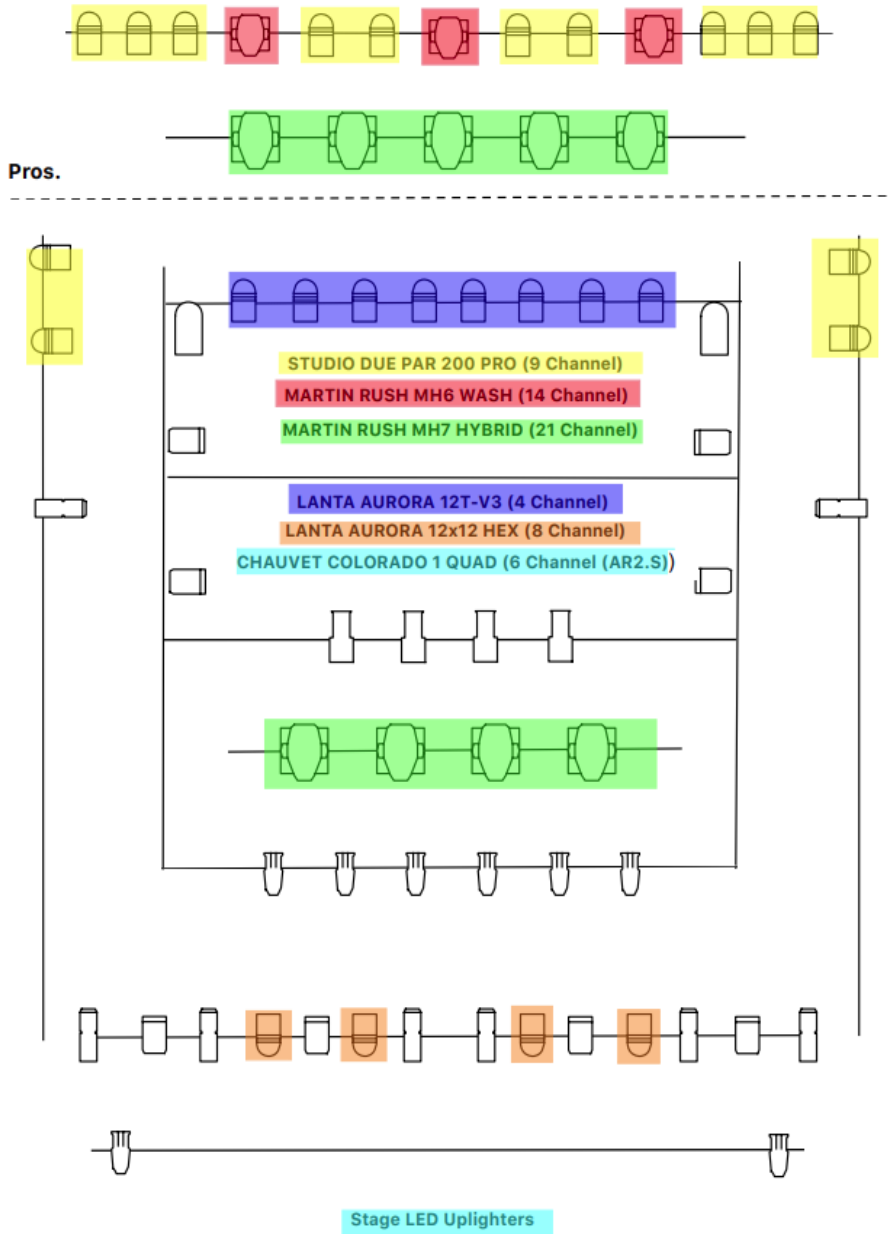 Pros.
STUDIO DUE PAR 200 PRO (9 Channel)
MARTIN RUSH MH6 WASH (14 Channel)
MARTIN RUSH MH7 HYBRID (21 Channel)
LANTA AURORA 12T-V3 (4 Channel)
LANTA AURORA 12x12 HEX (8 Channel)
CHAUVET COLORADO 1 QUAD (6 Channel (AR2.S))
Stage LED Uplighters